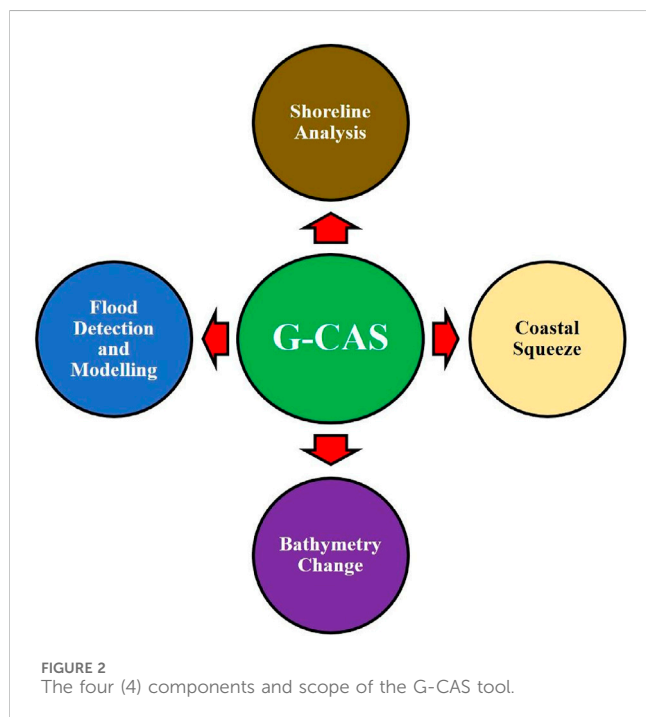 Shoreline
Analysis
Flood
Detection
and
Modelling
G-CAS
Coastal
Squeeze
Bathymetry
Change
FIGURE 2
The four (4) components and scope of the G-CAS tool.